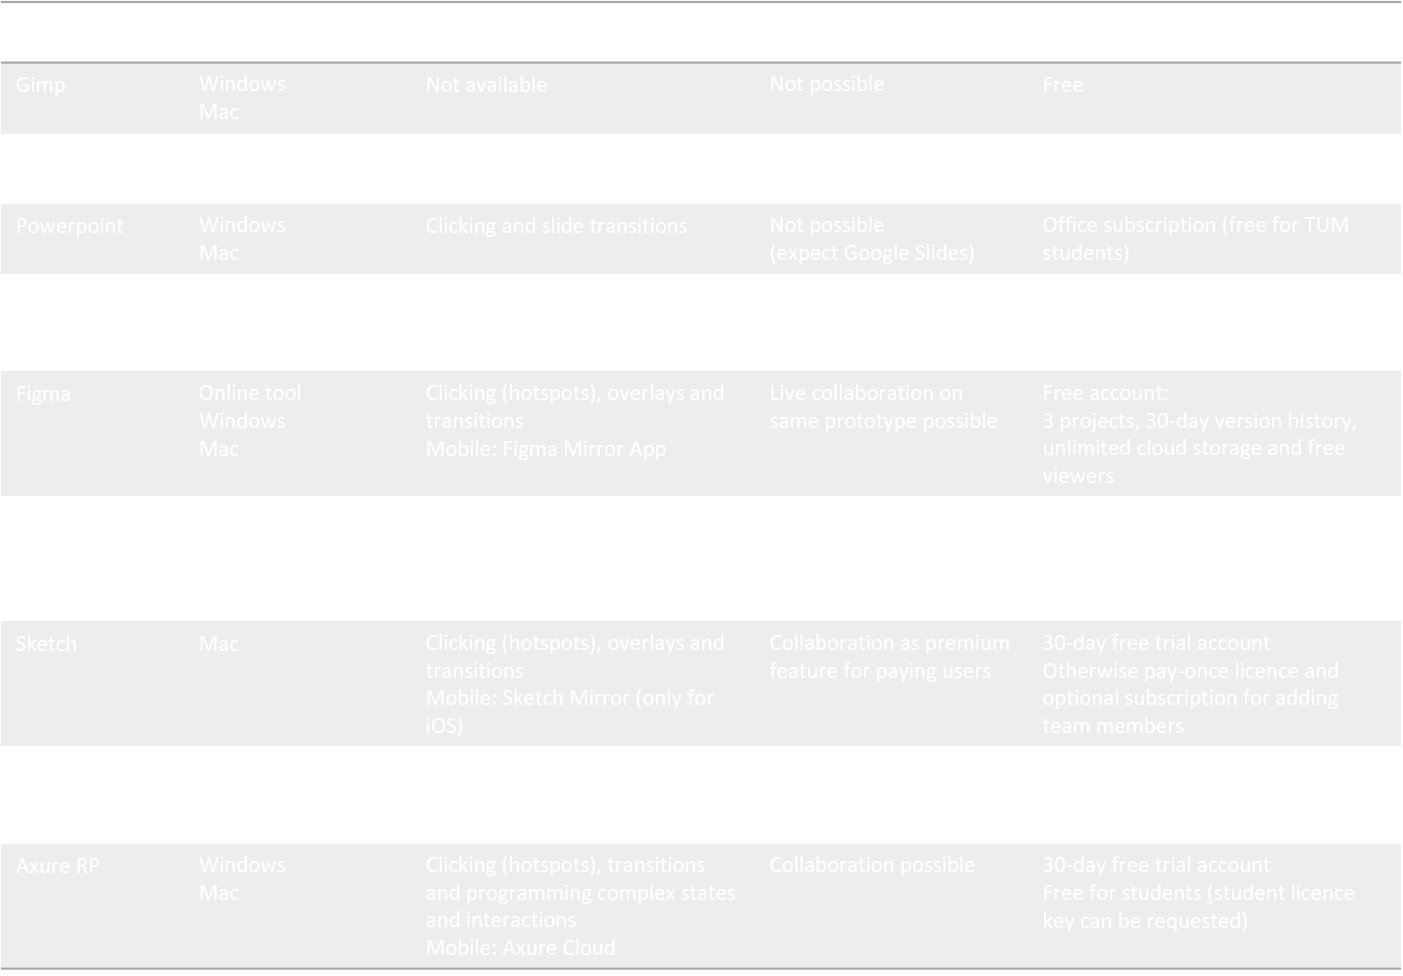 Gimp
Windows
Mac
Not available
Not possible
Free
Powerpoint
Windows
Mac
Clicking and slide transitions
Not possible
(expect Google Slides)
Office subscription (free for TUM
students)
Figma
Online tool
Windows
Mac
Clicking (hotspots), overlays and
transitions
Mobile: Figma Mirror App
Live collaboration on
same prototype possible
Free account:
3 projects, 30-day version history,
unlimited cloud storage and free
viewers
Sketch
Mac
Clicking (hotspots), overlays and
transitions
Mobile: Sketch Mirror (only for
iOS)
Collaboration as premium
feature for paying users
30-day free trial account
Otherwise pay-once licence and
optional subscription for adding
team members
Axure RP
Windows
Mac
Clicking (hotspots), transitions
and programming complex states
and interactions
Mobile: Axure Cloud
Collaboration possible
30-day free trial account
Free for students (student licence
key can be requested)